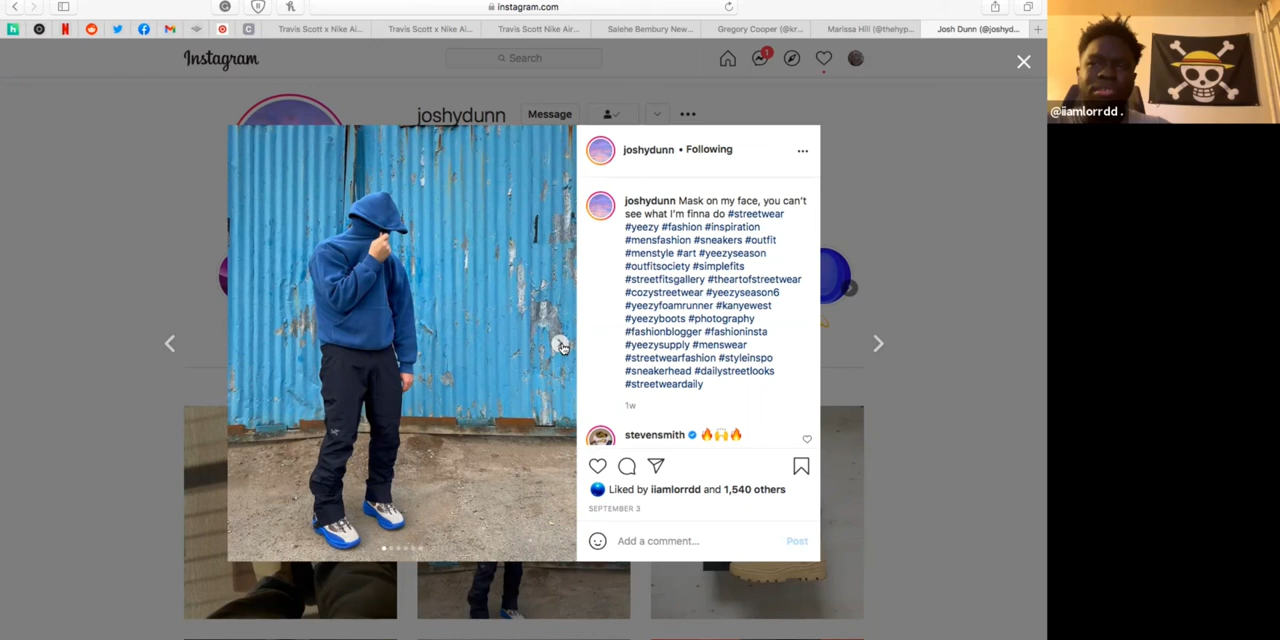 instagram.com
Travis Scott x Nike Ai...
Travis Scott x Nike Ai...
Travis Scott Nike Air...
Salehe Bembury New...
Gregory Cooper (@kr...
Marissa Hill (@thehyp...
Josh Dunn (@joshyd...
Instagram
Search
1
joshydunn
Message
@iiamlorrdd .
joshydunn • Following
joshydunn Mask on my face, you can't
see what I'm finna do #streetwear
#yeezy #fashion #inspiration
#mensfashion #sneakers #outfit
#menstyle #art #yeezyseason
#outfitsociety #simplefits
#streetfitsgallery #theartofstreetwear
#cozystreetwear #yeezyseason6
#yeezyfoamrunner #kanyewest
#yeezyboots #photography
#fashionblogger #fashioninsta
#yeezysupply #menswear
#streetwearfashion #styleinspo
#sneakerhead #dailystreetlooks
#streetweardaily
1w
stevensmith
Liked by iiamlorrdd and 1,540 others
SEPTEMBER 3
Add a comment...
Post